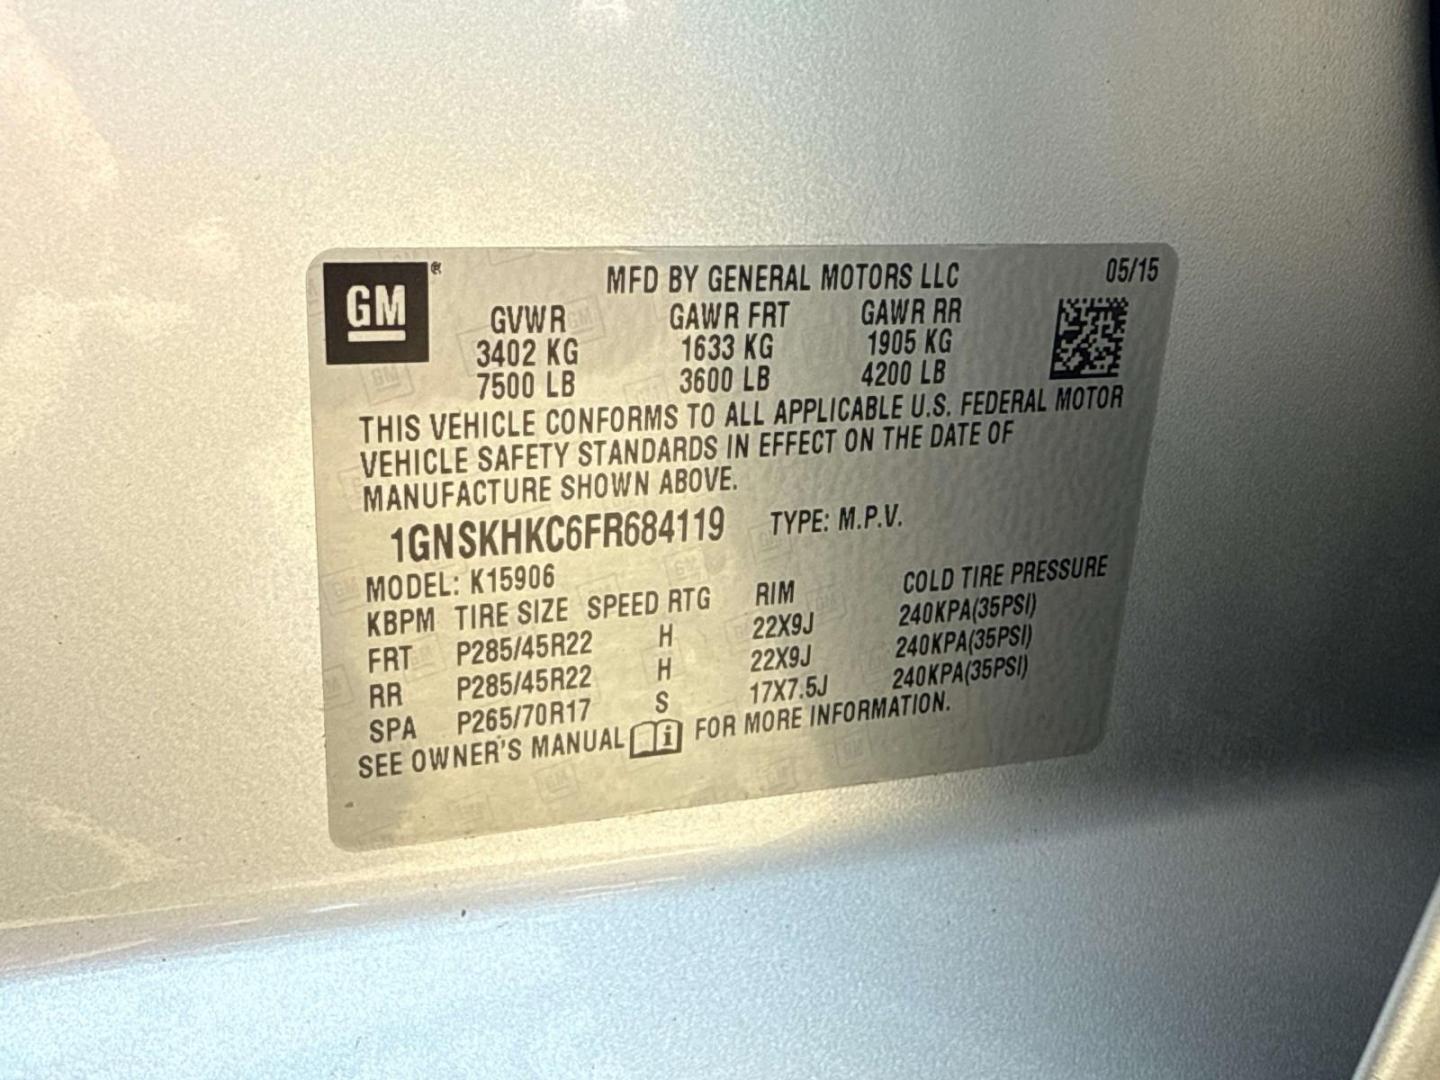 GM®
MFD BY GENERAL MOTORS LLC 05/15
GVWR GAWR FRT GAWR RR
3402 KG 1633 KG 1905 KG
7500 LB 3600 LB 4200 LB
THIS VEHICLE CONFORMS TO ALL APPLICABLE U.S. FEDERAL MOTOR
VEHICLE SAFETY STANDARDS IN EFFECT ON THE DATE OF
MANUFACTURE SHOWN ABOVE.
1GNSKHKC6FR684119 TYPE: M.P.V.
MODEL: K15906
KBPM TIRE SIZE SPEED RTG RIM COLD TIRE PRESSURE
FRT P285/45R22 H 22X9J 240KPA(35PSI)
RR P285/45R22 H 22X9J 240KPA(35PSI)
SPA P265/70R17 S 17X7.5J 240KPA(35PSI)
SEE OWNER'S MANUAL i FOR MORE INFORMATION.